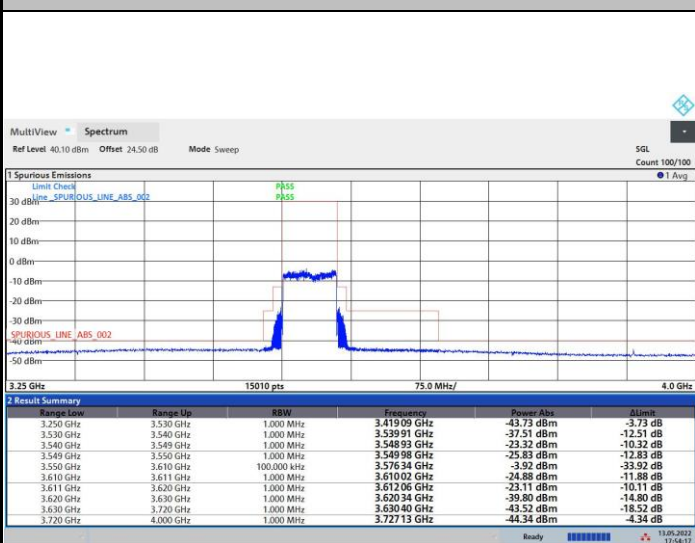 MultiView Spectrum
Ref Level 40.10 dBm Offset 24.50 dB Mode Sweep SGL
Count 100/100
1 Spurious Emissions 1 Avg
Limit Check PASS
Line _SPURIOUS_LINE_ABS_002 PASS
30 dBm
20 dBm
10 dBm
0 dBm
-10 dBm
-20 dBm
-30 dBm
_SPURIOUS_LINE_ABS_002
-40 dBm
-50 dBm
3.25 GHz 15010 pts 75.0 MHz/ 4.0 GHz
2 Result Summary
Range Low Range Up RBW Frequency Power Abs ΔLimit
3.250 GHz 3.530 GHz 1.000 MHz 3.41909 GHz -43.73 dBm -3.73 dB
3.530 GHz 3.540 GHz 1.000 MHz 3.53991 GHz -37.51 dBm -12.51 dB
3.540 GHz 3.549 GHz 1.000 MHz 3.54893 GHz -23.32 dBm -10.32 dB
3.549 GHz 3.550 GHz 1.000 MHz 3.54998 GHz -25.83 dBm -12.83 dB
3.550 GHz 3.610 GHz 100.000 kHz 3.57634 GHz -3.92 dBm -33.92 dB
3.610 GHz 3.611 GHz 1.000 MHz 3.61002 GHz -24.88 dBm -11.88 dB
3.611 GHz 3.620 GHz 1.000 MHz 3.61206 GHz -23.11 dBm -10.11 dB
3.620 GHz 3.630 GHz 1.000 MHz 3.62034 GHz -39.80 dBm -14.80 dB
3.630 GHz 3.720 GHz 1.000 MHz 3.63040 GHz -43.52 dBm -18.52 dB
3.720 GHz 4.000 GHz 1.000 MHz 3.72713 GHz -44.34 dBm -4.34 dB
Ready 13.05.2022
17:54:17